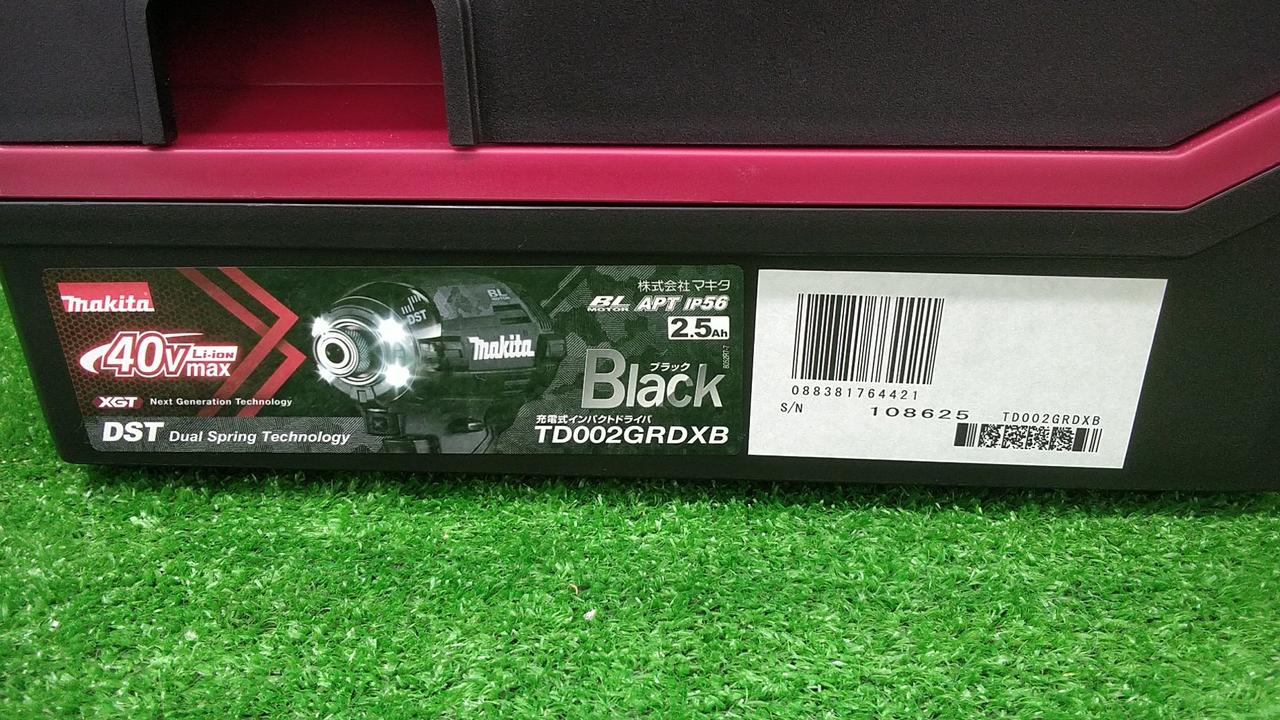 makita
40Vmax Li-ion
XGT Next Generation Technology
DST Dual Spring Technology
DST
BL
makita
株式会社マキタ
BL MOTOR APT IP56
2.5Ah
ブラック
Black
充電式インパクトドライバ
TD002GRDXB
088381764421
S/N 108625 TD002GRDXB